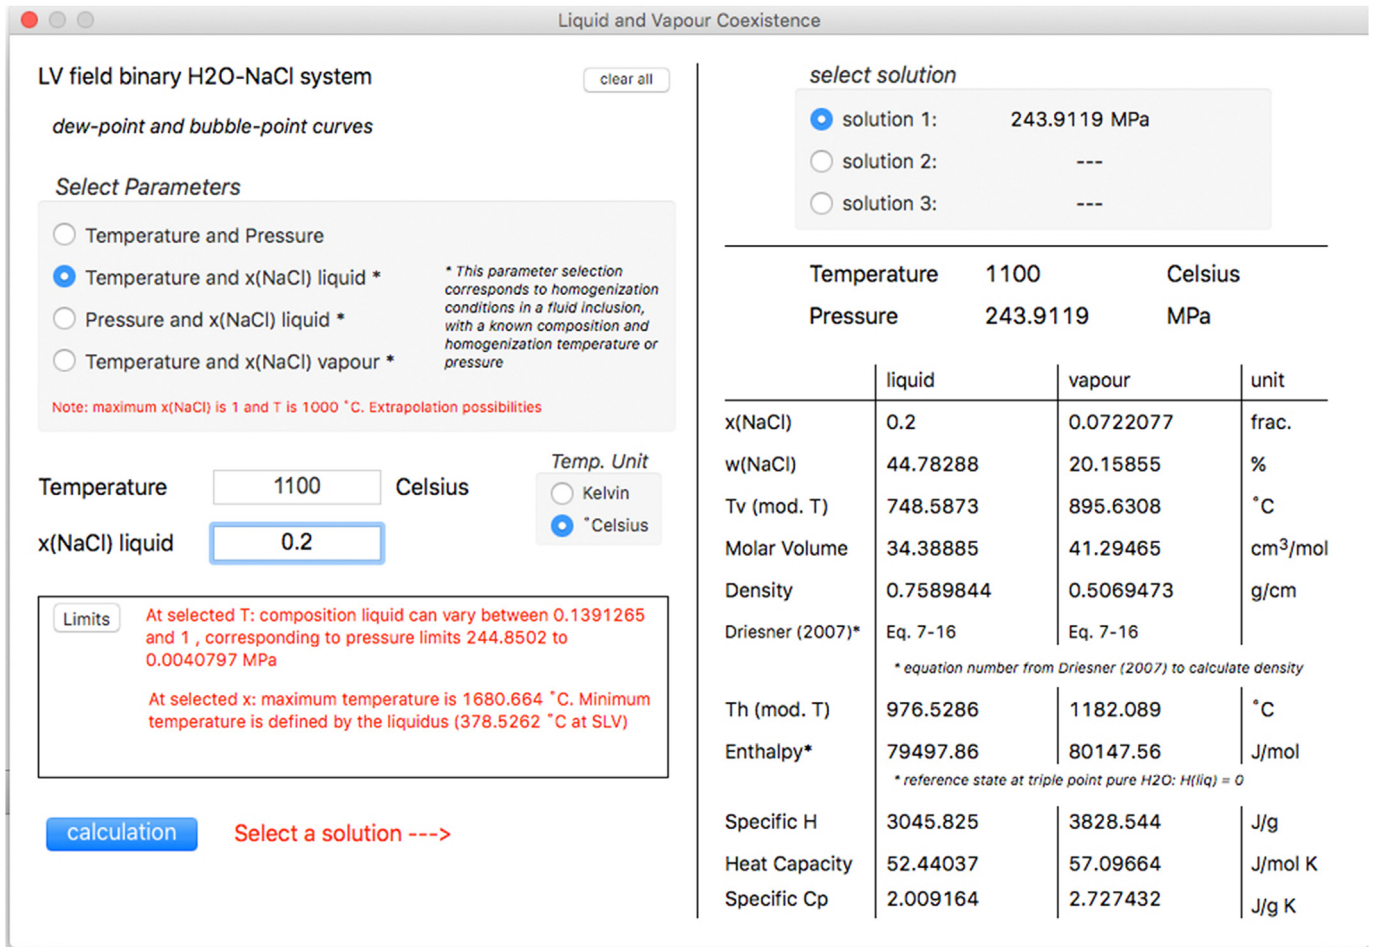 Liquid and Vapour Coexistence
LV field binary H2O-NaCl system
clear all
dew-point and bubble-point curves
Select Parameters
Temperature and Pressure
Temperature and x(NaCl) liquid *
Pressure and x(NaCl) liquid *
Temperature and x(NaCl) vapour *
* This parameter selection
corresponds to homogenization
conditions in a fluid inclusion,
with a known composition and
homogenization temperature or
pressure
Note: maximum x(NaCl) is 1 and T is 1000 ˚C. Extrapolation possibilities
Temperature 1100 Celsius
x(NaCl) liquid 0.2
Temp. Unit
Kelvin
˚Celsius
Limits
At selected T: composition liquid can vary between 0.1391265
and 1 , corresponding to pressure limits 244.8502 to
0.0040797 MPa
At selected x: maximum temperature is 1680.664 ˚C. Minimum
temperature is defined by the liquidus (378.5262 ˚C at SLV)
calculation
Select a solution --->
select solution
solution 1: 243.9119 MPa
solution 2: ---
solution 3: ---
Temperature 1100 Celsius
Pressure 243.9119 MPa
liquid vapour unit
x(NaCl) 0.2 0.0722077 frac.
w(NaCl) 44.78288 20.15855 %
Tv (mod. T) 748.5873 895.6308 ˚C
Molar Volume 34.38885 41.29465 cm3/mol
Density 0.7589844 0.5069473 g/cm
Driesner (2007)* Eq. 7-16 Eq. 7-16
* equation number from Driesner (2007) to calculate density
Th (mod. T) 976.5286 1182.089 ˚C
Enthalpy* 79497.86 80147.56 J/mol
* reference state at triple point pure H2O: H(liq) = 0
Specific H 3045.825 3828.544 J/g
Heat Capacity 52.44037 57.09664 J/mol K
Specific Cp 2.009164 2.727432 J/g K